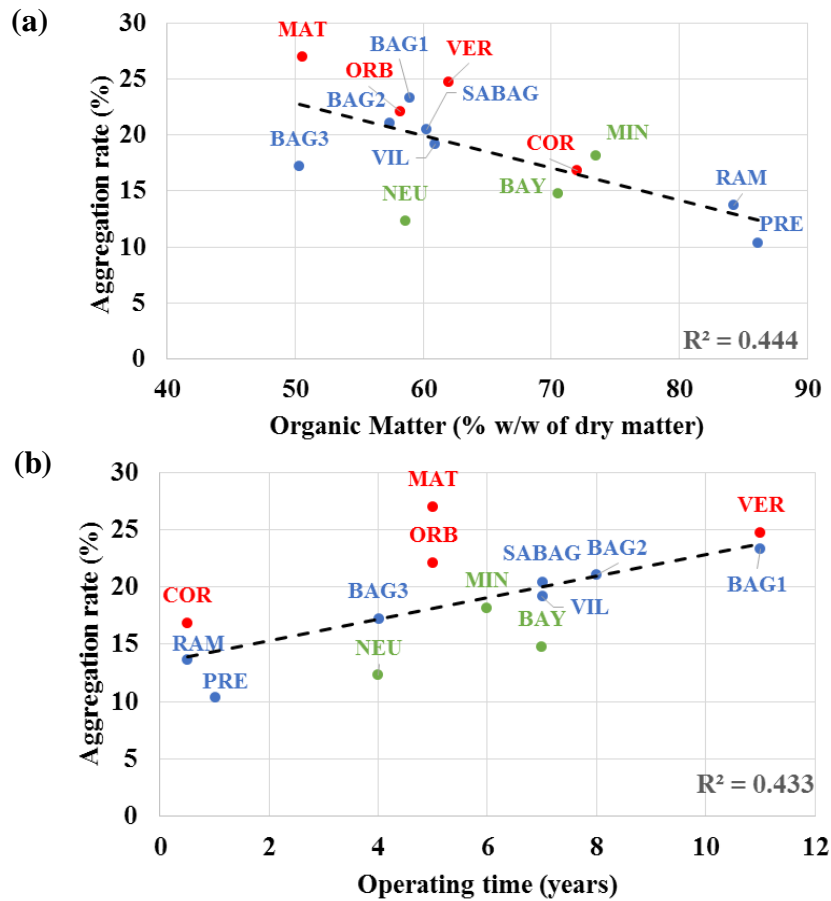 (a)
30
25
20
15
10
5
0
Aggregation rate (%)
MAT
BAG1
VER
ORB
BAG2
SABAG
BAG3
VIL
COR
MIN
NEU
BAY
RAM
PRE
R² = 0.444
40 50 60 70 80 90
Organic Matter (% w/w of dry matter)
(b)
30
25
20
15
10
5
0
Aggregation rate (%)
MAT
VER
ORB
SABAG
BAG2
COR
BAG3
MIN
VIL
BAG1
RAM
NEU
BAY
PRE
R² = 0.433
0 2 4 6 8 10 12
Operating time (years)